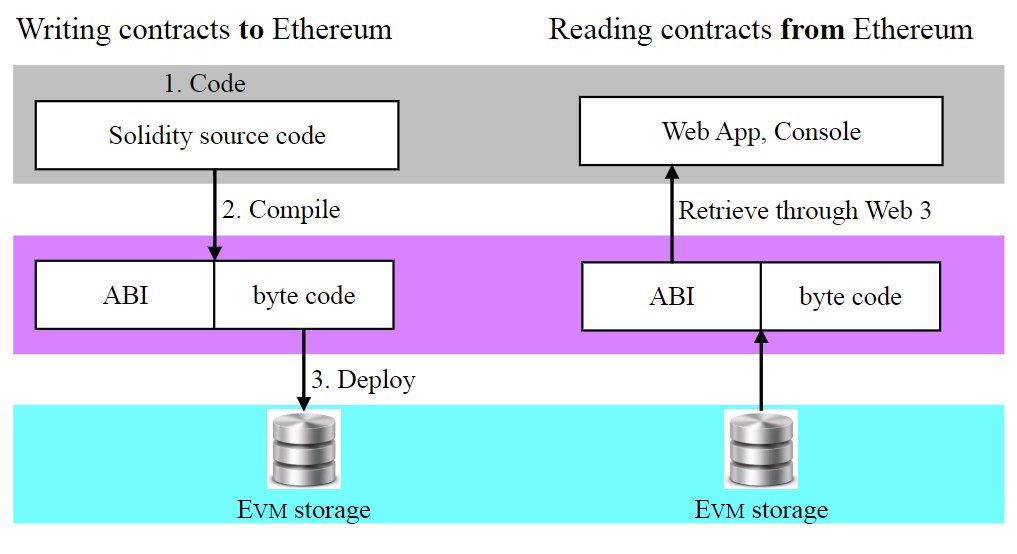 Writing contracts to Ethereum
Reading contracts from Ethereum
1. Code
Solidity source code
Web App, Console
2. Compile
Retrieve through Web 3
ABI
byte code
ABI
byte code
3. Deploy
EVM storage
EVM storage